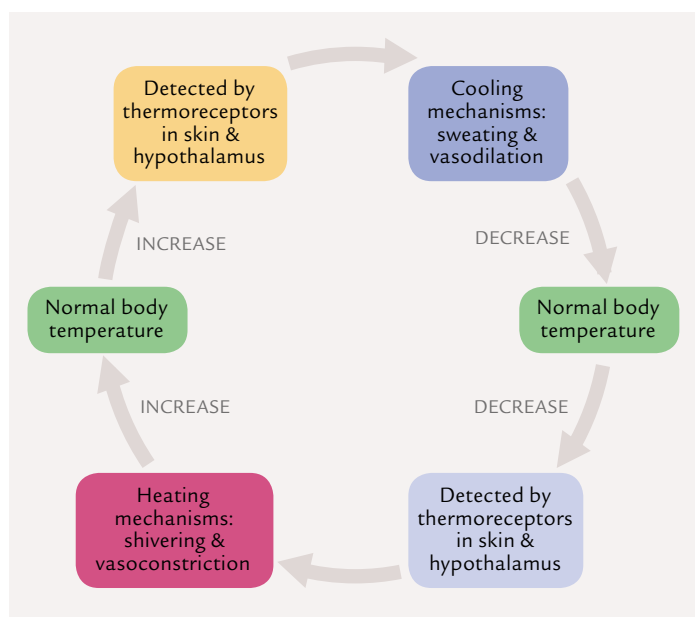 Detected by
thermoreceptors
in skin &
hypothalamus
Cooling
mechanisms:
sweating &
vasodilation
INCREASE
DECREASE
Normal body
temperature
Normal body
temperature
INCREASE
DECREASE
Heating
mechanisms:
shivering &
vasoconstriction
Detected by
thermoreceptors
in skin &
hypothalamus